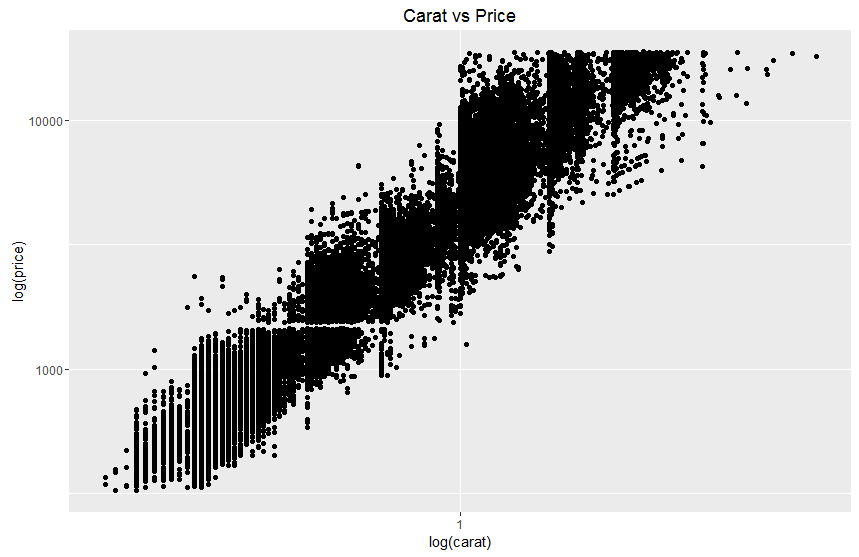 Carat vs Price
10000
log(price)
1000
1
log(carat)